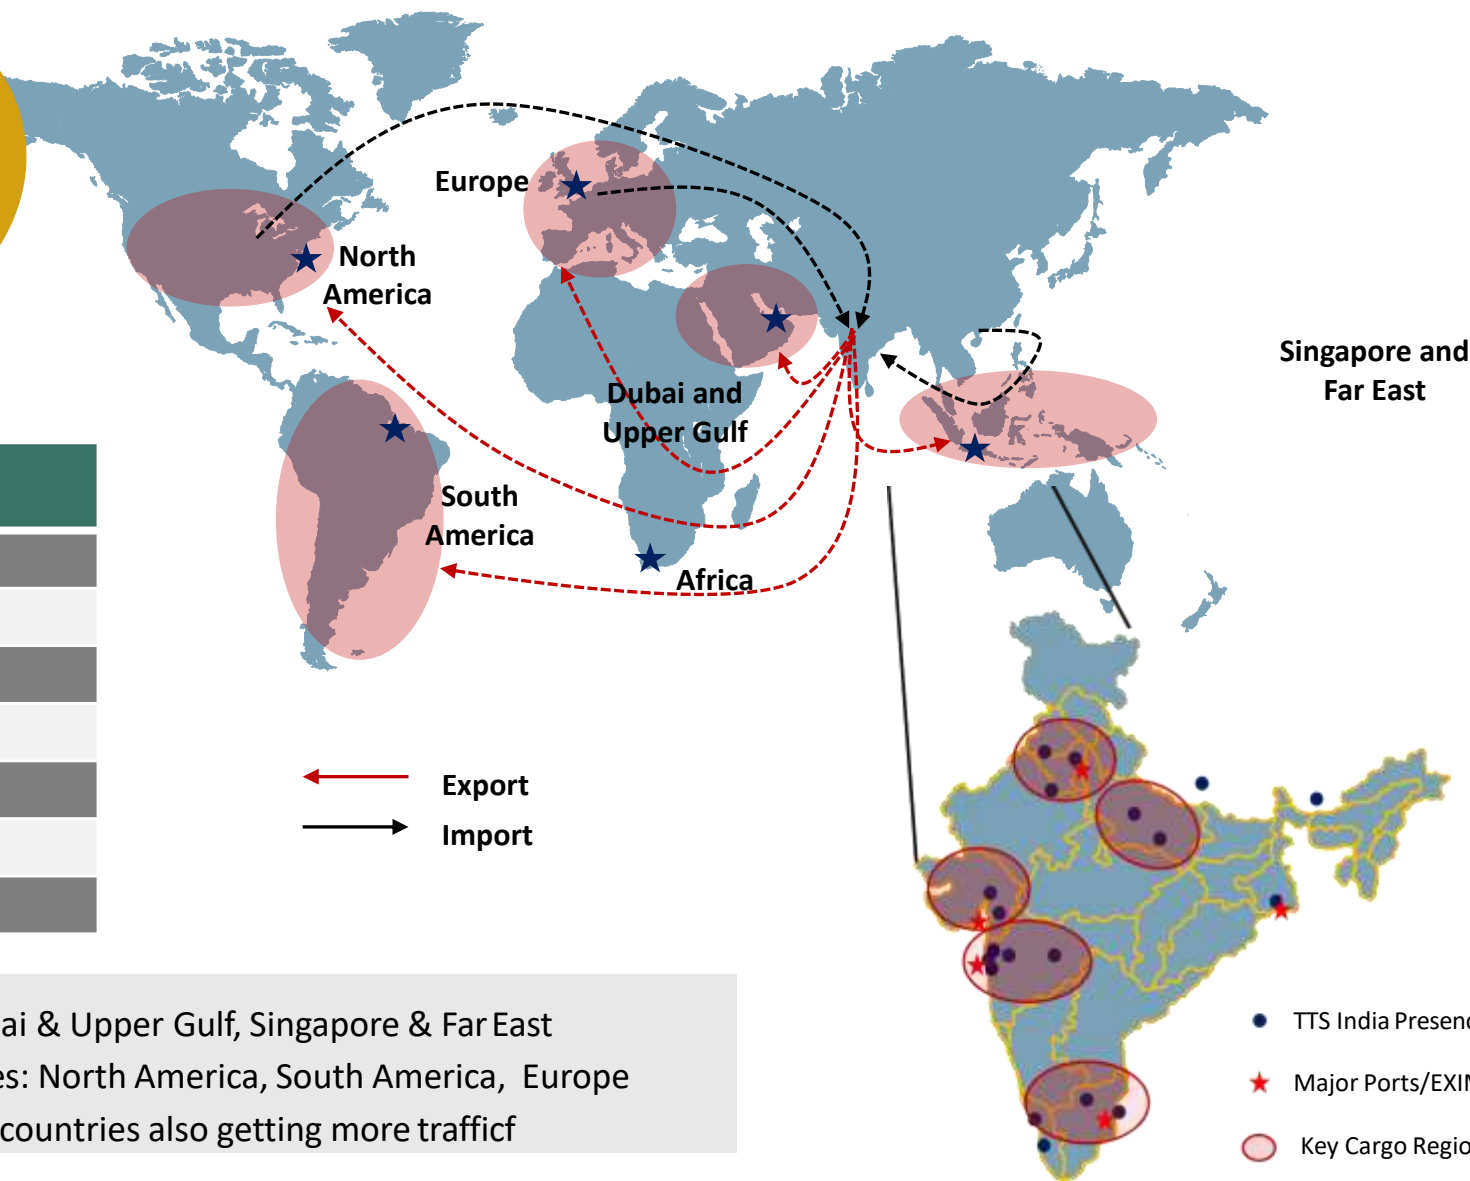 Europe
North
America
Singapore and
Far East
Dubai and
Upper Gulf
South
America
Africa
Export
Import
ai & Upper Gulf, Singapore & Far East
es: North America, South America, Europe
countries also getting more trafficf
TTS India Presenc
Major Ports/EXIN
Key Cargo Regio